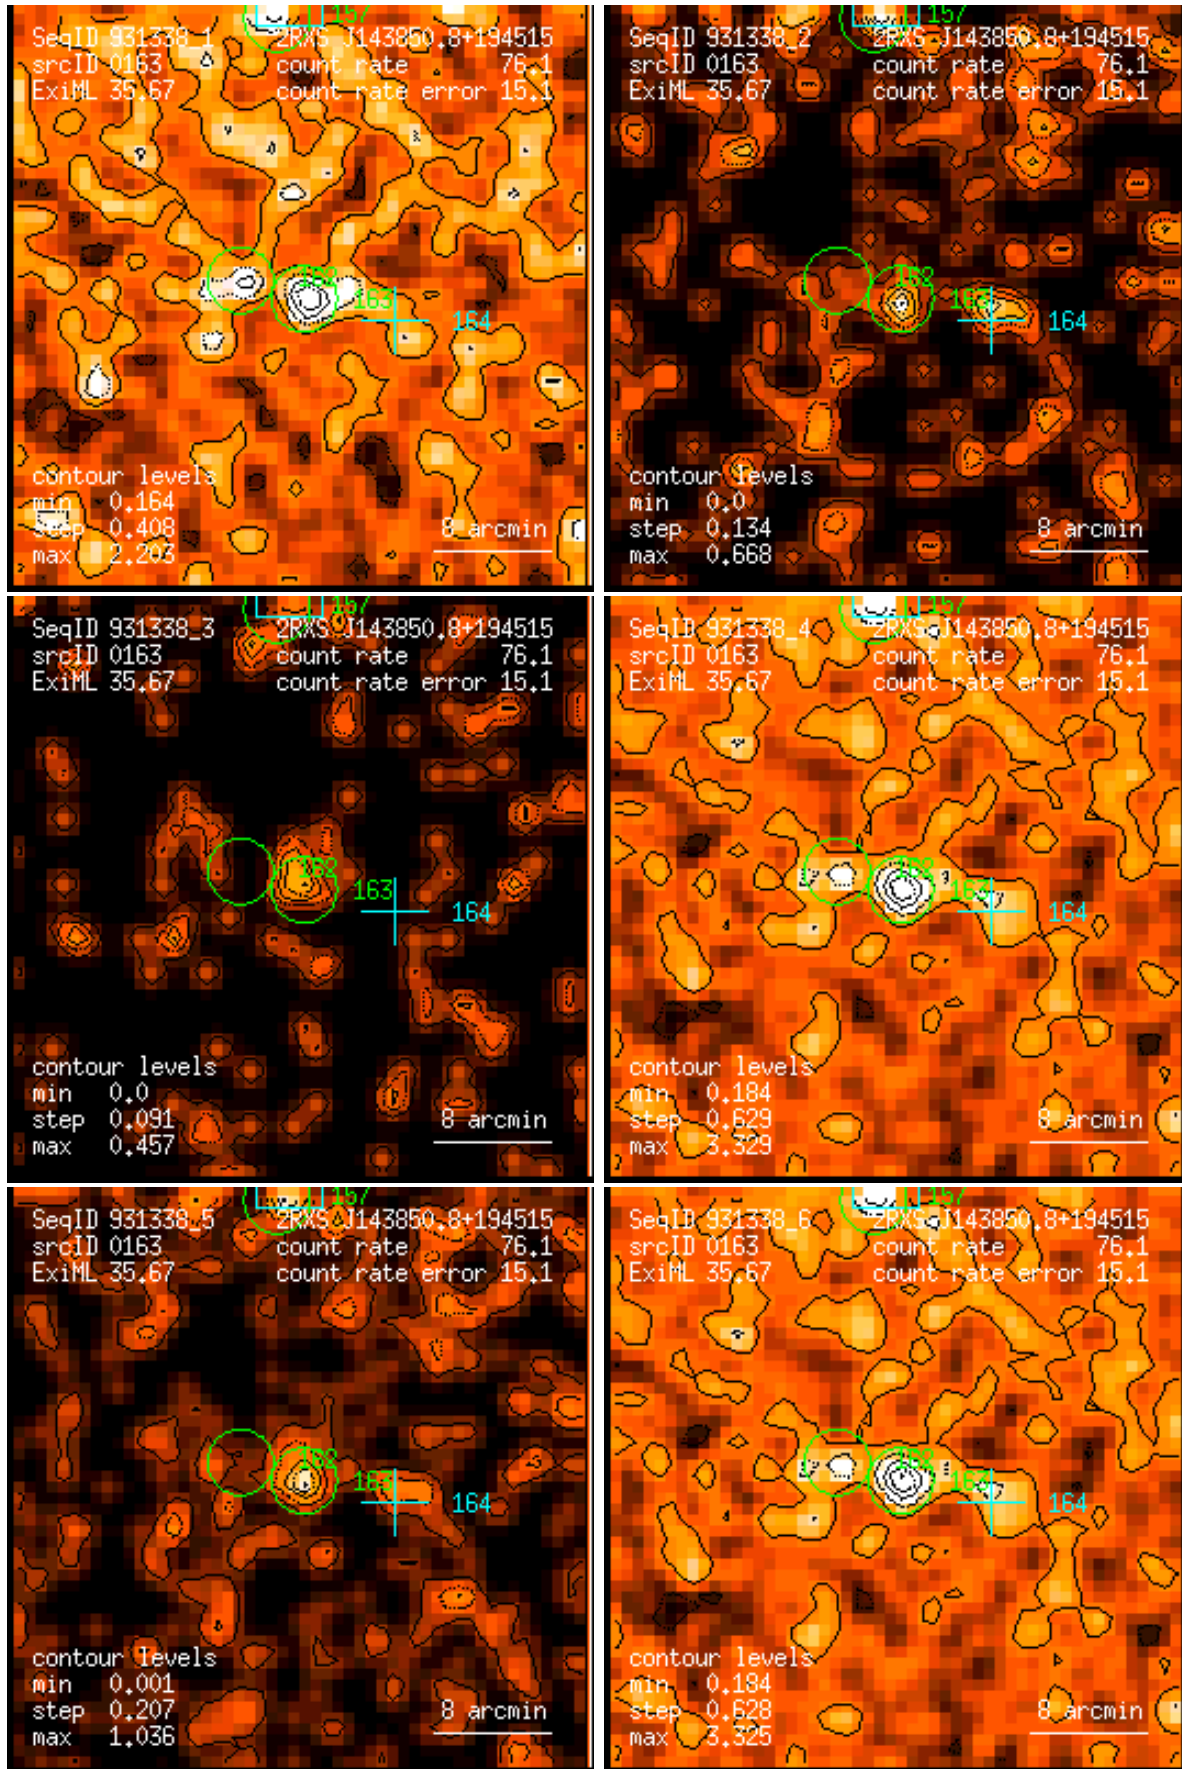 157
SeqID 931338_1 2RXS J143850.8+194515
srcID 0163 count rate 76.1
ExiML 35.67 count rate error 15.1
162
163
164
contour levels
min 0.164
step 0.408
max 2.203
8 arcmin
157
SeqID 931338_2 2RXS J143850.8+194515
srcID 0163 count rate 76.1
ExiML 35.67 count rate error 15.1
162
163
164
contour levels
min 0.0
step 0.134
max 0.668
8 arcmin
157
SeqID 931338_3 2RXS J143850.8+194515
srcID 0163 count rate 76.1
ExiML 35.67 count rate error 15.1
162
163
164
contour levels
min 0.0
step 0.091
max 0.457
8 arcmin
157
SeqID 931338_4 2RXS J143850.8+194515
srcID 0163 count rate 76.1
ExiML 35.67 count rate error 15.1
162
163
164
contour levels
min 0.184
step 0.629
max 3.329
8 arcmin
157
SeqID 931338_5 2RXS J143850.8+194515
srcID 0163 count rate 76.1
ExiML 35.67 count rate error 15.1
162
163
164
contour levels
min 0.001
step 0.207
max 1.036
8 arcmin
157
SeqID 931338_6 2RXS J143850.8+194515
srcID 0163 count rate 76.1
ExiML 35.67 count rate error 15.1
162
163
164
contour levels
min 0.184
step 0.628
max 3.325
8 arcmin